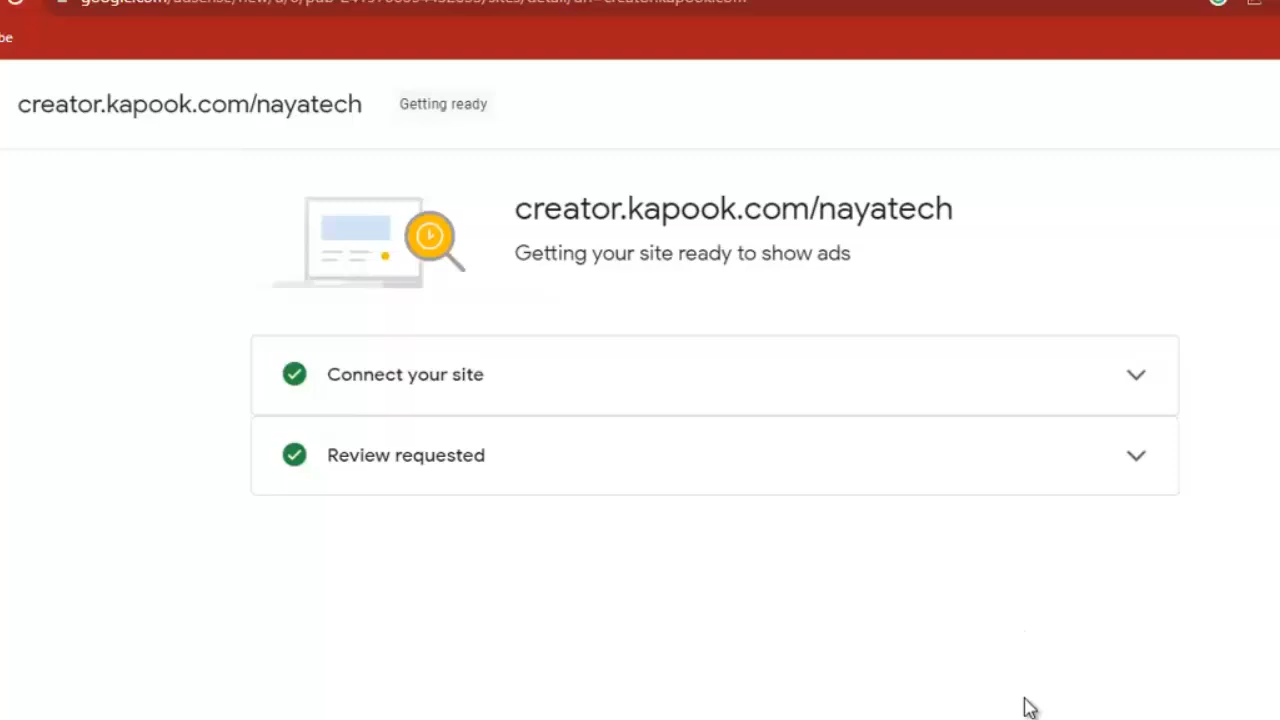 be
creator.kapook.com/nayatech
Getting ready
creator.kapook.com/nayatech
Getting your site ready to show ads
Connect your site
Review requested